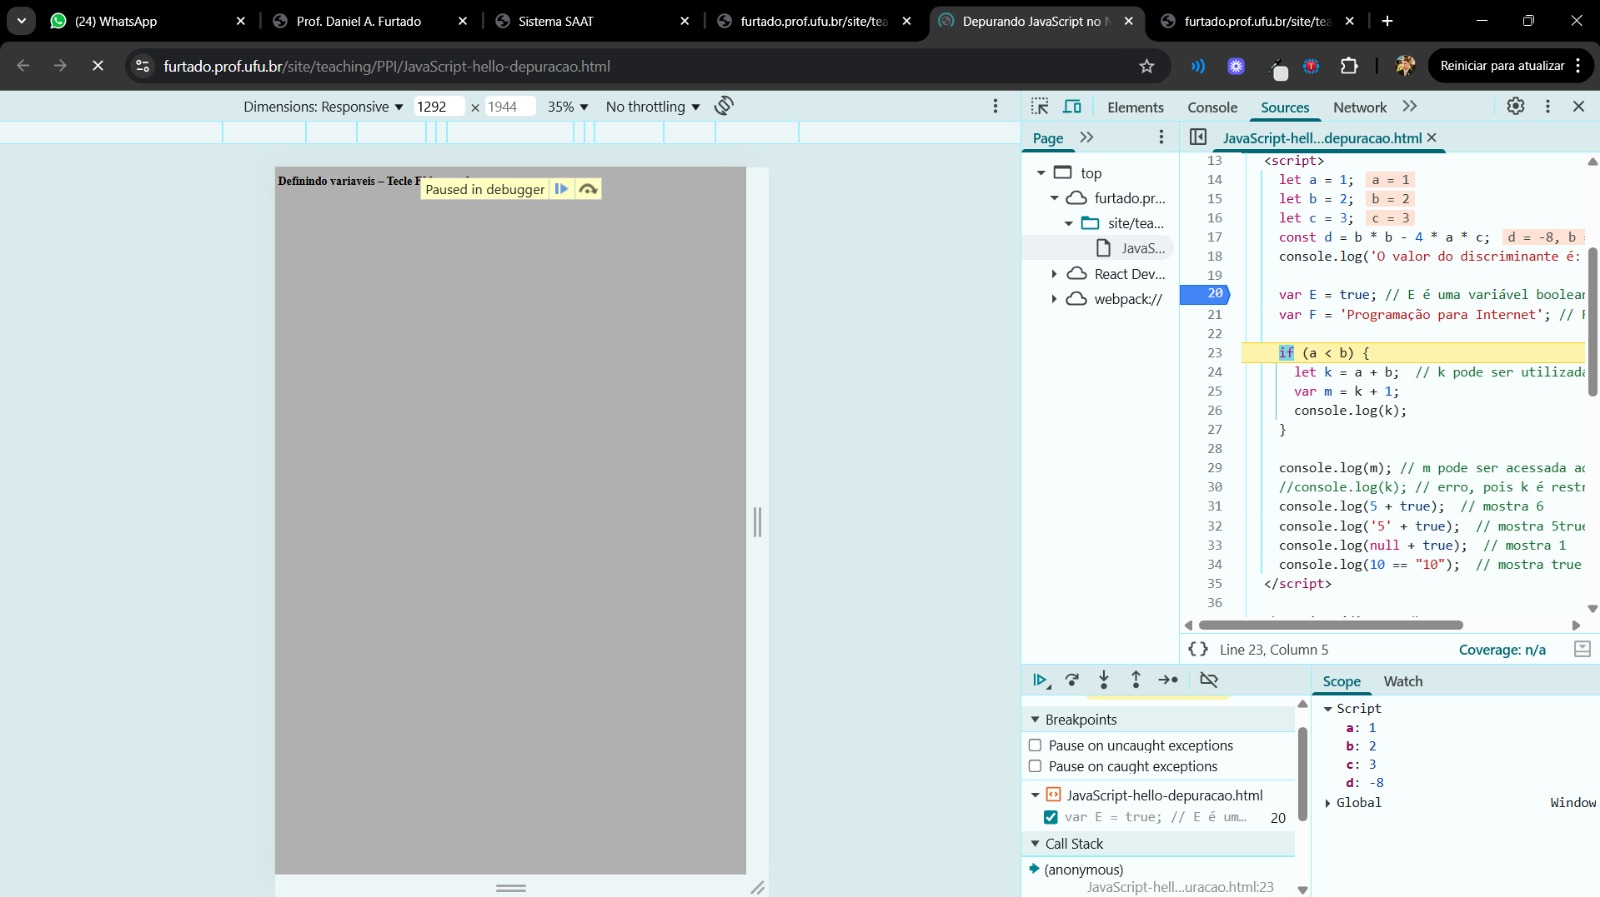 (24) WhatsApp
Prof. Daniel A. Furtado
Sistema SAAT
furtado.prof.ufu.br/site/tea
Depurando JavaScript no N
furtado.prof.ufu.br/site/tea
furtado.prof.ufu.br/site/teaching/PPI/JavaScript-hello-depuracao.html
Reiniciar para atualizar
Dimensions: Responsive
1292 × 1944
35%
No throttling
Elements
Console
Sources
Network
Page
JavaScript-hell...depuracao.html
Definindo variaveis – Tecle
Paused in debugger
top
furtado.pr...
site/tea...
JavaS...
React Dev...
webpack://
13 <script>
14 let a = 1; a = 1
15 let b = 2; b = 2
16 let c = 3; c = 3
17 const d = b * b - 4 * a * c; d = -8, b
18 console.log('O valor do discriminante é:
19
20 var E = true; // E é uma variável boolean
21 var F = 'Programação para Internet'; // F
22
23 if (a < b) {
24 let k = a + b; // k pode ser utilizada
25 var m = k + 1;
26 console.log(k);
27 }
28
29 console.log(m); // m pode ser acessada aq
30 //console.log(k); // erro, pois k é restr
31 console.log(5 + true); // mostra 6
32 console.log('5' + true); // mostra 5true
33 console.log(null + true); // mostra 1
34 console.log(10 == "10"); // mostra true
35 </script>
36
{} Line 23, Column 5
Coverage: n/a
Breakpoints
Pause on uncaught exceptions
Pause on caught exceptions
JavaScript-hello-depuracao.html
var E = true; // E é um... 20
Call Stack
(anonymous)
JavaScript-hell...uracao.html:23
Scope
Watch
Script
a: 1
b: 2
c: 3
d: -8
Global Window